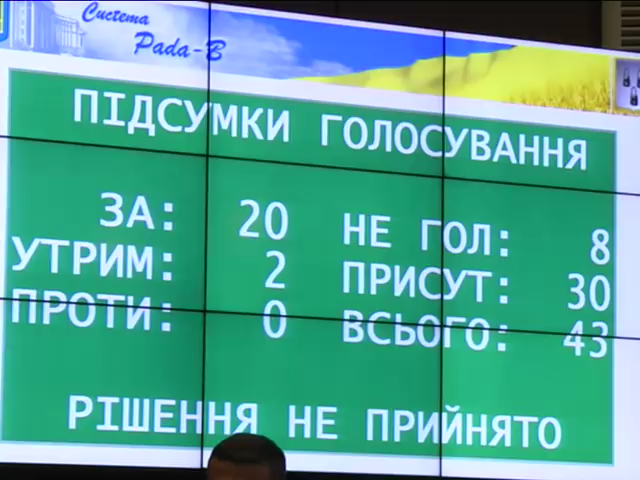 Система
Рада-В
ПІДСУМКИ ГОЛОСУВАННЯ
ЗА: 20 НЕ ГОЛ: 8
УТРИМ: 2 ПРИСУТ: 30
ПРОТИ: 0 ВСЬОГО: 43
РІШЕННЯ НЕ ПРИЙНЯТО